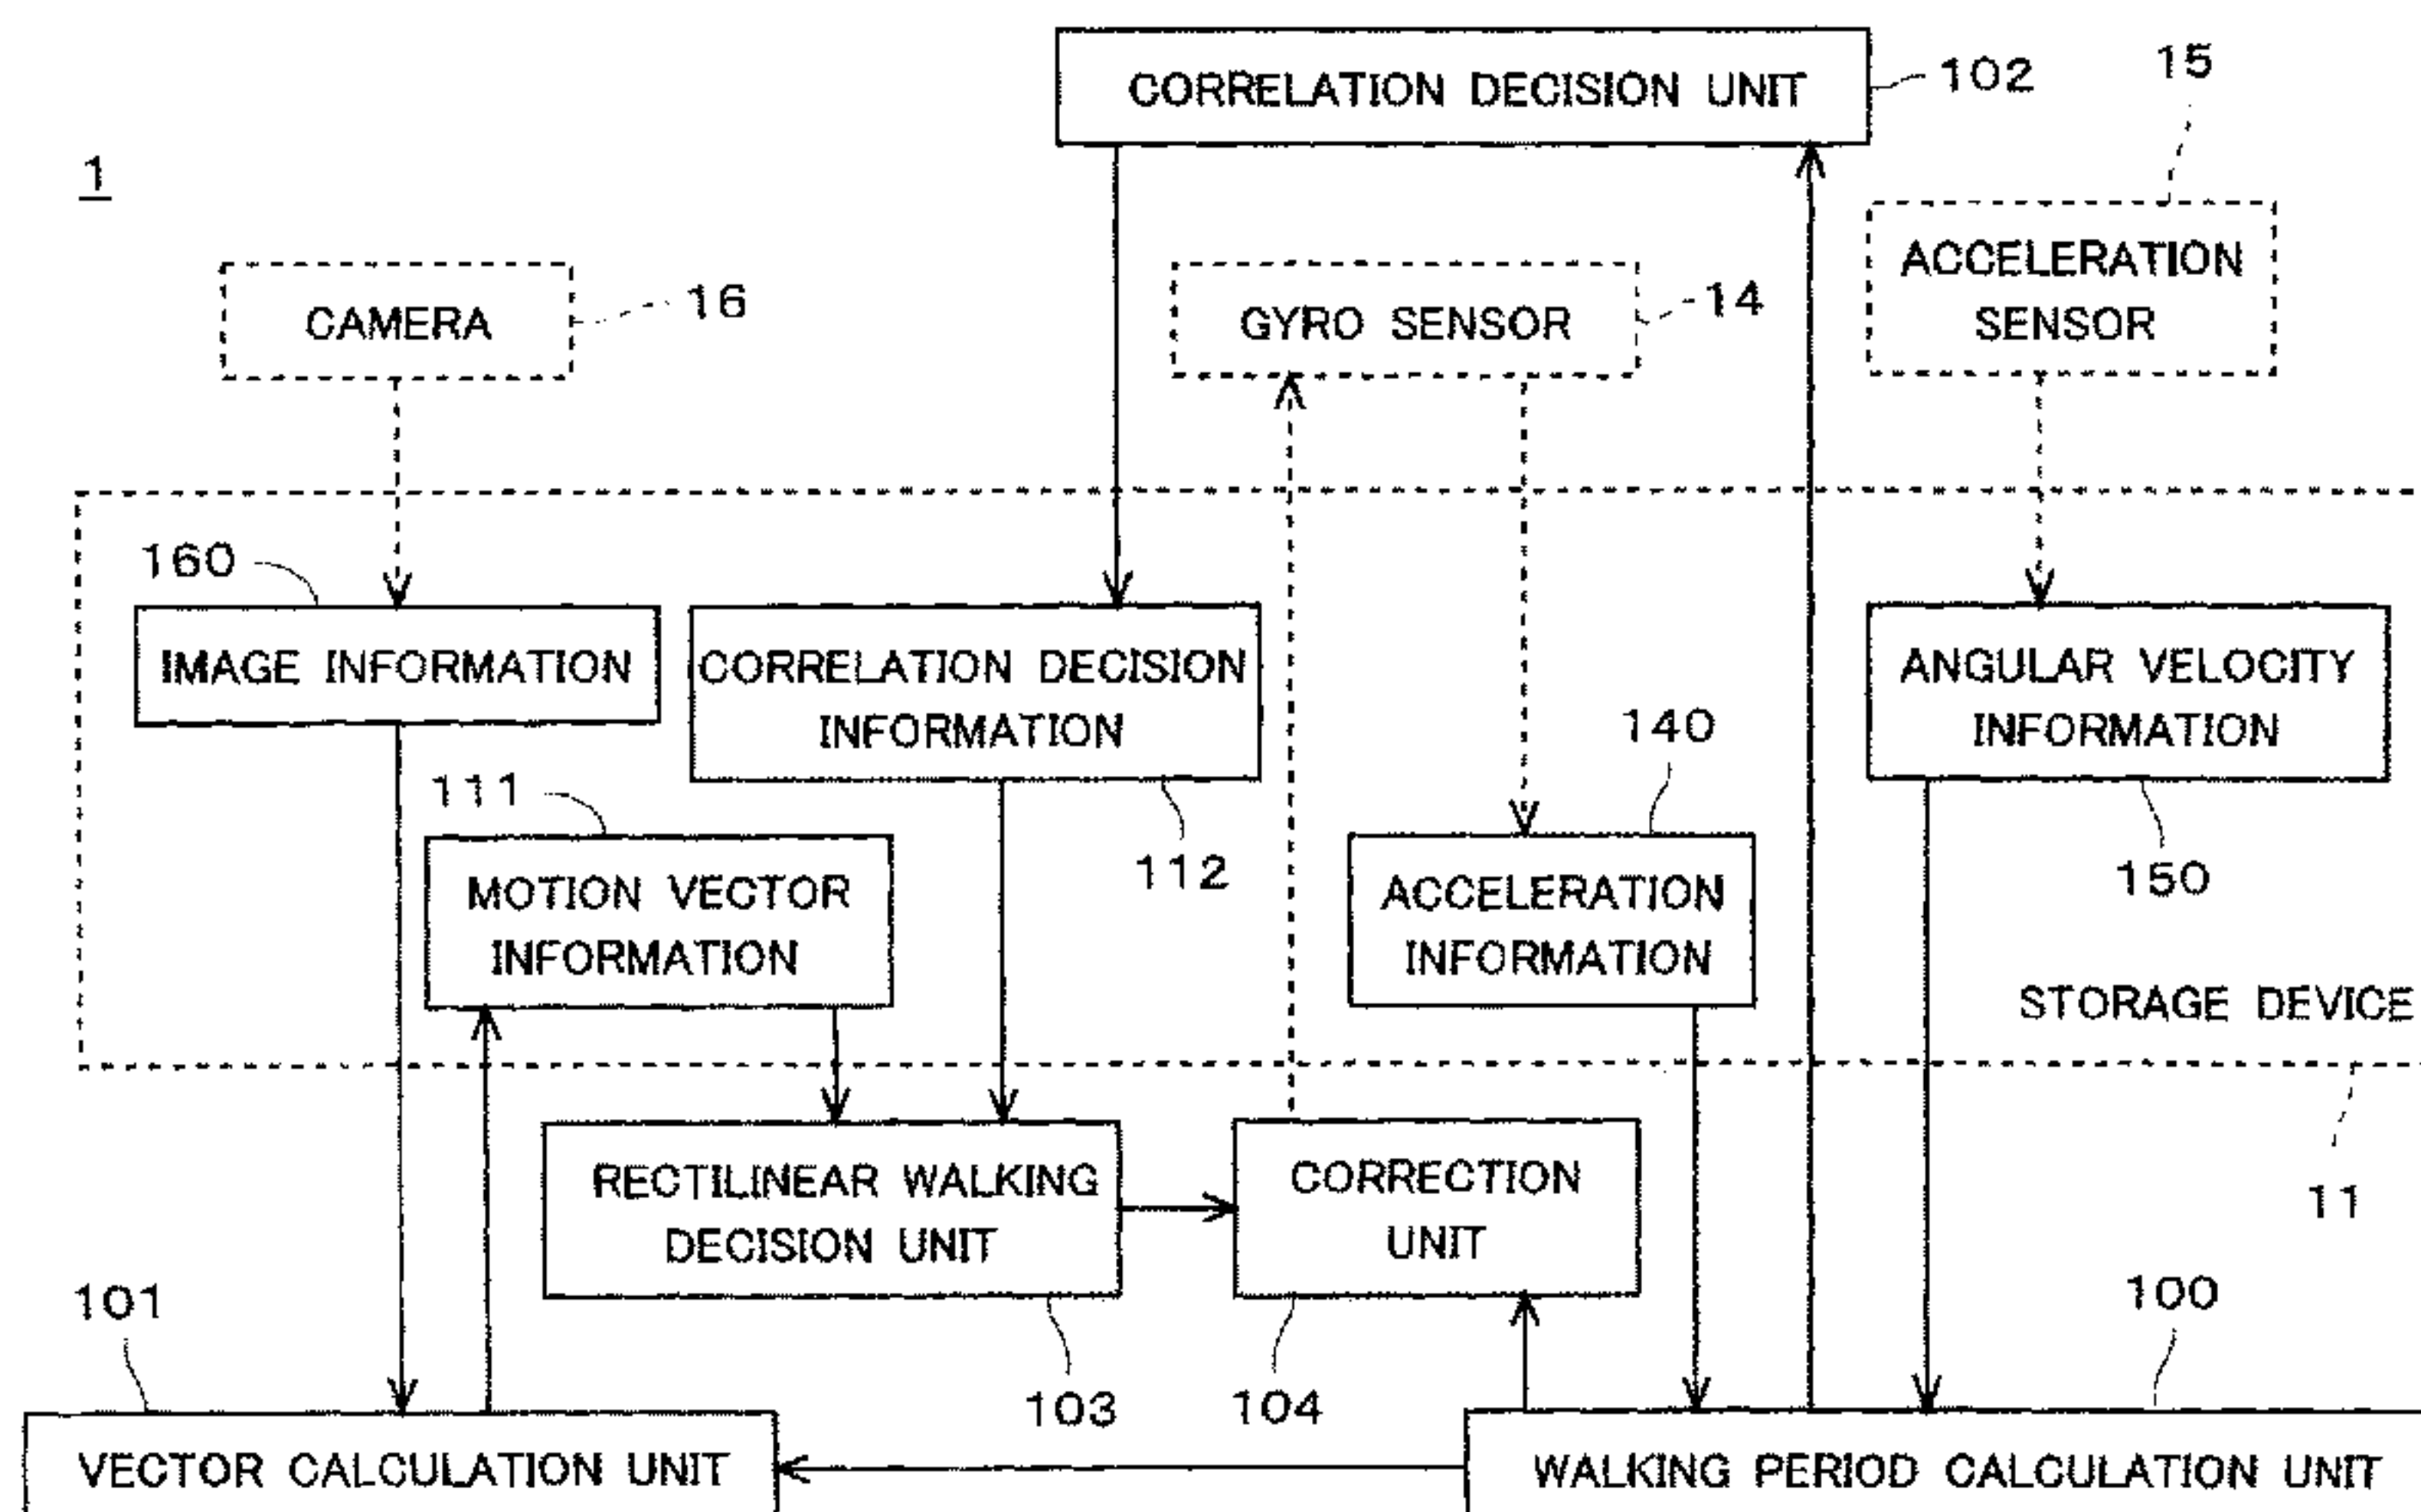 CORRELATION DECISION UNIT
102
15
1
ACCELERATION
SENSOR
CAMERA
16
GYRO SENSOR
14
160
IMAGE INFORMATION
CORRELATION DECISION
INFORMATION
112
ANGULAR VELOCITY
INFORMATION
150
111
MOTION VECTOR
INFORMATION
140
ACCELERATION
INFORMATION
STORAGE DEVICE
11
RECTILINEAR WALKING
DECISION UNIT
103
CORRECTION
UNIT
104
101
VECTOR CALCULATION UNIT
100
WALKING PERIOD CALCULATION UNIT